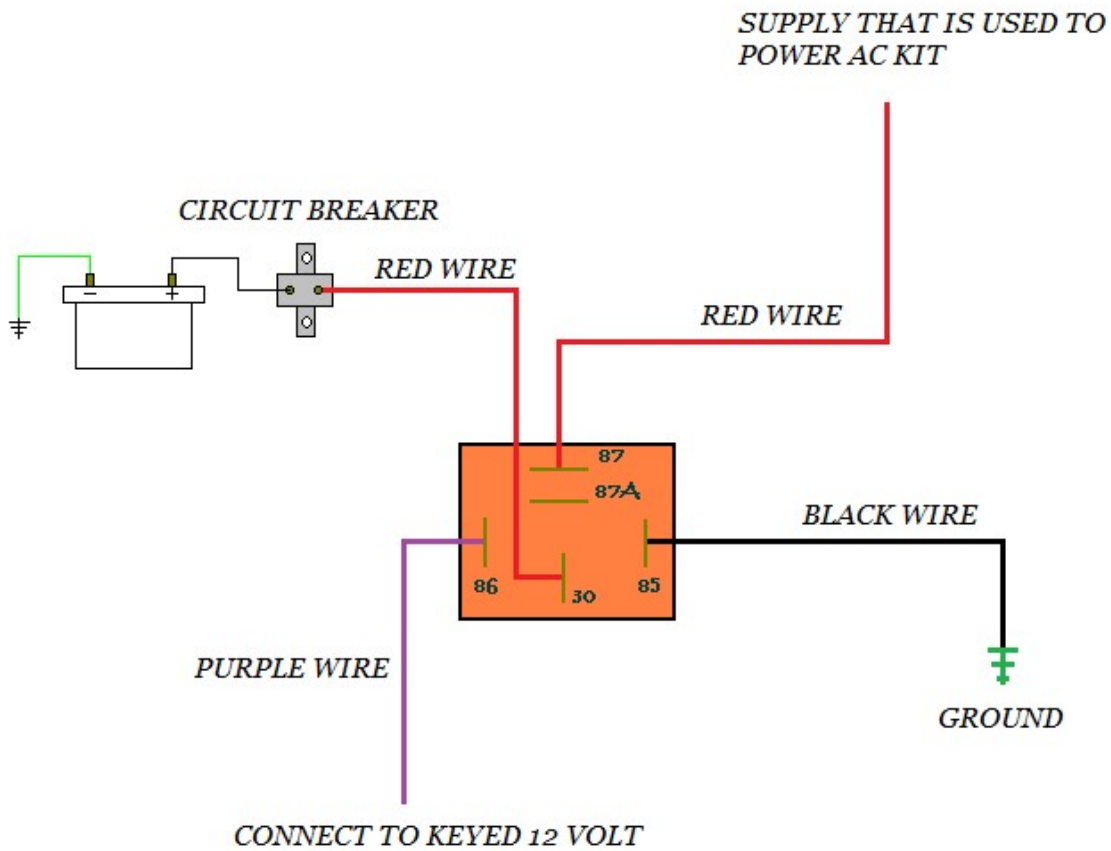 SUPPLY THAT IS USED TO
POWER AC KIT
CIRCUIT BREAKER
RED WIRE
RED WIRE
− +
87
87A
BLACK WIRE
86
30
85
PURPLE WIRE
GROUND
CONNECT TO KEYED 12 VOLT